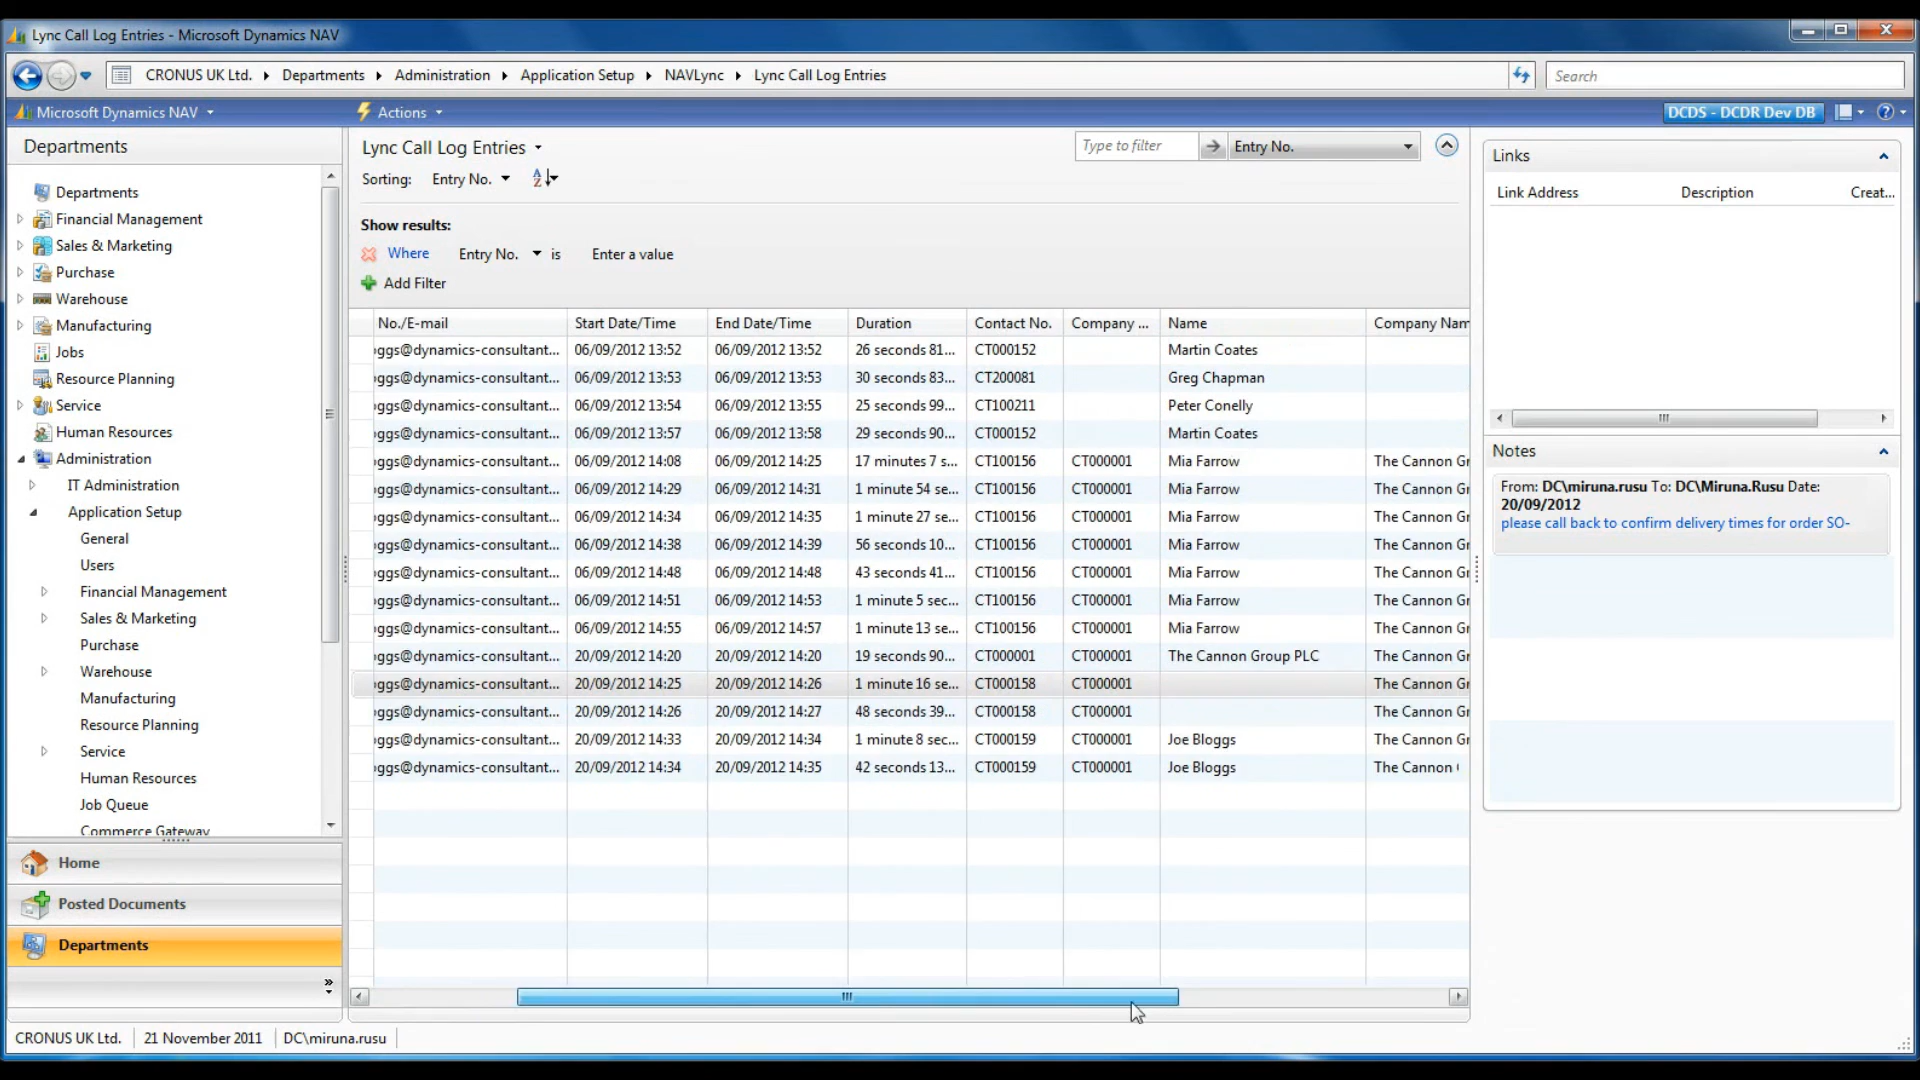 Lync Call Log Entries - Microsoft Dynamics NAV
CRONUS UK Ltd. Departments Administration Application Setup NAVLync Lync Call Log Entries
Search
Microsoft Dynamics NAV
Actions
DCDS - DCDR Dev DB
Departments
Departments
Financial Management
Sales & Marketing
Purchase
Warehouse
Manufacturing
Jobs
Resource Planning
Service
Human Resources
Administration
IT Administration
Application Setup
General
Users
Financial Management
Sales & Marketing
Purchase
Warehouse
Manufacturing
Resource Planning
Service
Human Resources
Job Queue
Commerce Gateway
Home
Posted Documents
Departments
Lync Call Log Entries
Type to filter
Entry No.
Sorting: Entry No.
Show results:
Where Entry No. is Enter a value
Add Filter
No./E-mail Start Date/Time End Date/Time Duration Contact No. Company ... Name Company Nam
ggs@dynamics-consultant... 06/09/2012 13:52 06/09/2012 13:52 26 seconds 81... CT000152 Martin Coates
ggs@dynamics-consultant... 06/09/2012 13:53 06/09/2012 13:53 30 seconds 83... CT200081 Greg Chapman
ggs@dynamics-consultant... 06/09/2012 13:54 06/09/2012 13:55 25 seconds 99... CT100211 Peter Conelly
ggs@dynamics-consultant... 06/09/2012 13:57 06/09/2012 13:58 29 seconds 90... CT000152 Martin Coates
ggs@dynamics-consultant... 06/09/2012 14:08 06/09/2012 14:25 17 minutes 7 s... CT100156 CT000001 Mia Farrow The Cannon Gr
ggs@dynamics-consultant... 06/09/2012 14:29 06/09/2012 14:31 1 minute 54 se... CT100156 CT000001 Mia Farrow The Cannon Gr
ggs@dynamics-consultant... 06/09/2012 14:34 06/09/2012 14:35 1 minute 27 se... CT100156 CT000001 Mia Farrow The Cannon Gr
ggs@dynamics-consultant... 06/09/2012 14:38 06/09/2012 14:39 56 seconds 10... CT100156 CT000001 Mia Farrow The Cannon Gr
ggs@dynamics-consultant... 06/09/2012 14:48 06/09/2012 14:48 43 seconds 41... CT100156 CT000001 Mia Farrow The Cannon Gr
ggs@dynamics-consultant... 06/09/2012 14:51 06/09/2012 14:53 1 minute 5 sec... CT100156 CT000001 Mia Farrow The Cannon Gr
ggs@dynamics-consultant... 06/09/2012 14:55 06/09/2012 14:57 1 minute 13 se... CT100156 CT000001 Mia Farrow The Cannon Gr
ggs@dynamics-consultant... 20/09/2012 14:20 20/09/2012 14:20 19 seconds 90... CT000001 CT000001 The Cannon Group PLC The Cannon Gr
ggs@dynamics-consultant... 20/09/2012 14:25 20/09/2012 14:26 1 minute 16 se... CT000158 CT000001 The Cannon Gr
ggs@dynamics-consultant... 20/09/2012 14:26 20/09/2012 14:27 48 seconds 39... CT000158 CT000001 The Cannon Gr
ggs@dynamics-consultant... 20/09/2012 14:33 20/09/2012 14:34 1 minute 8 sec... CT000159 CT000001 Joe Bloggs The Cannon Gr
ggs@dynamics-consultant... 20/09/2012 14:34 20/09/2012 14:35 42 seconds 13... CT000159 CT000001 Joe Bloggs The Cannon
Links
Link Address Description Creat...
Notes
From: DC\miruna.rusu To: DC\Miruna.Rusu Date:
20/09/2012
please call back to confirm delivery times for order SO-
CRONUS UK Ltd. 21 November 2011 DC\miruna.rusu